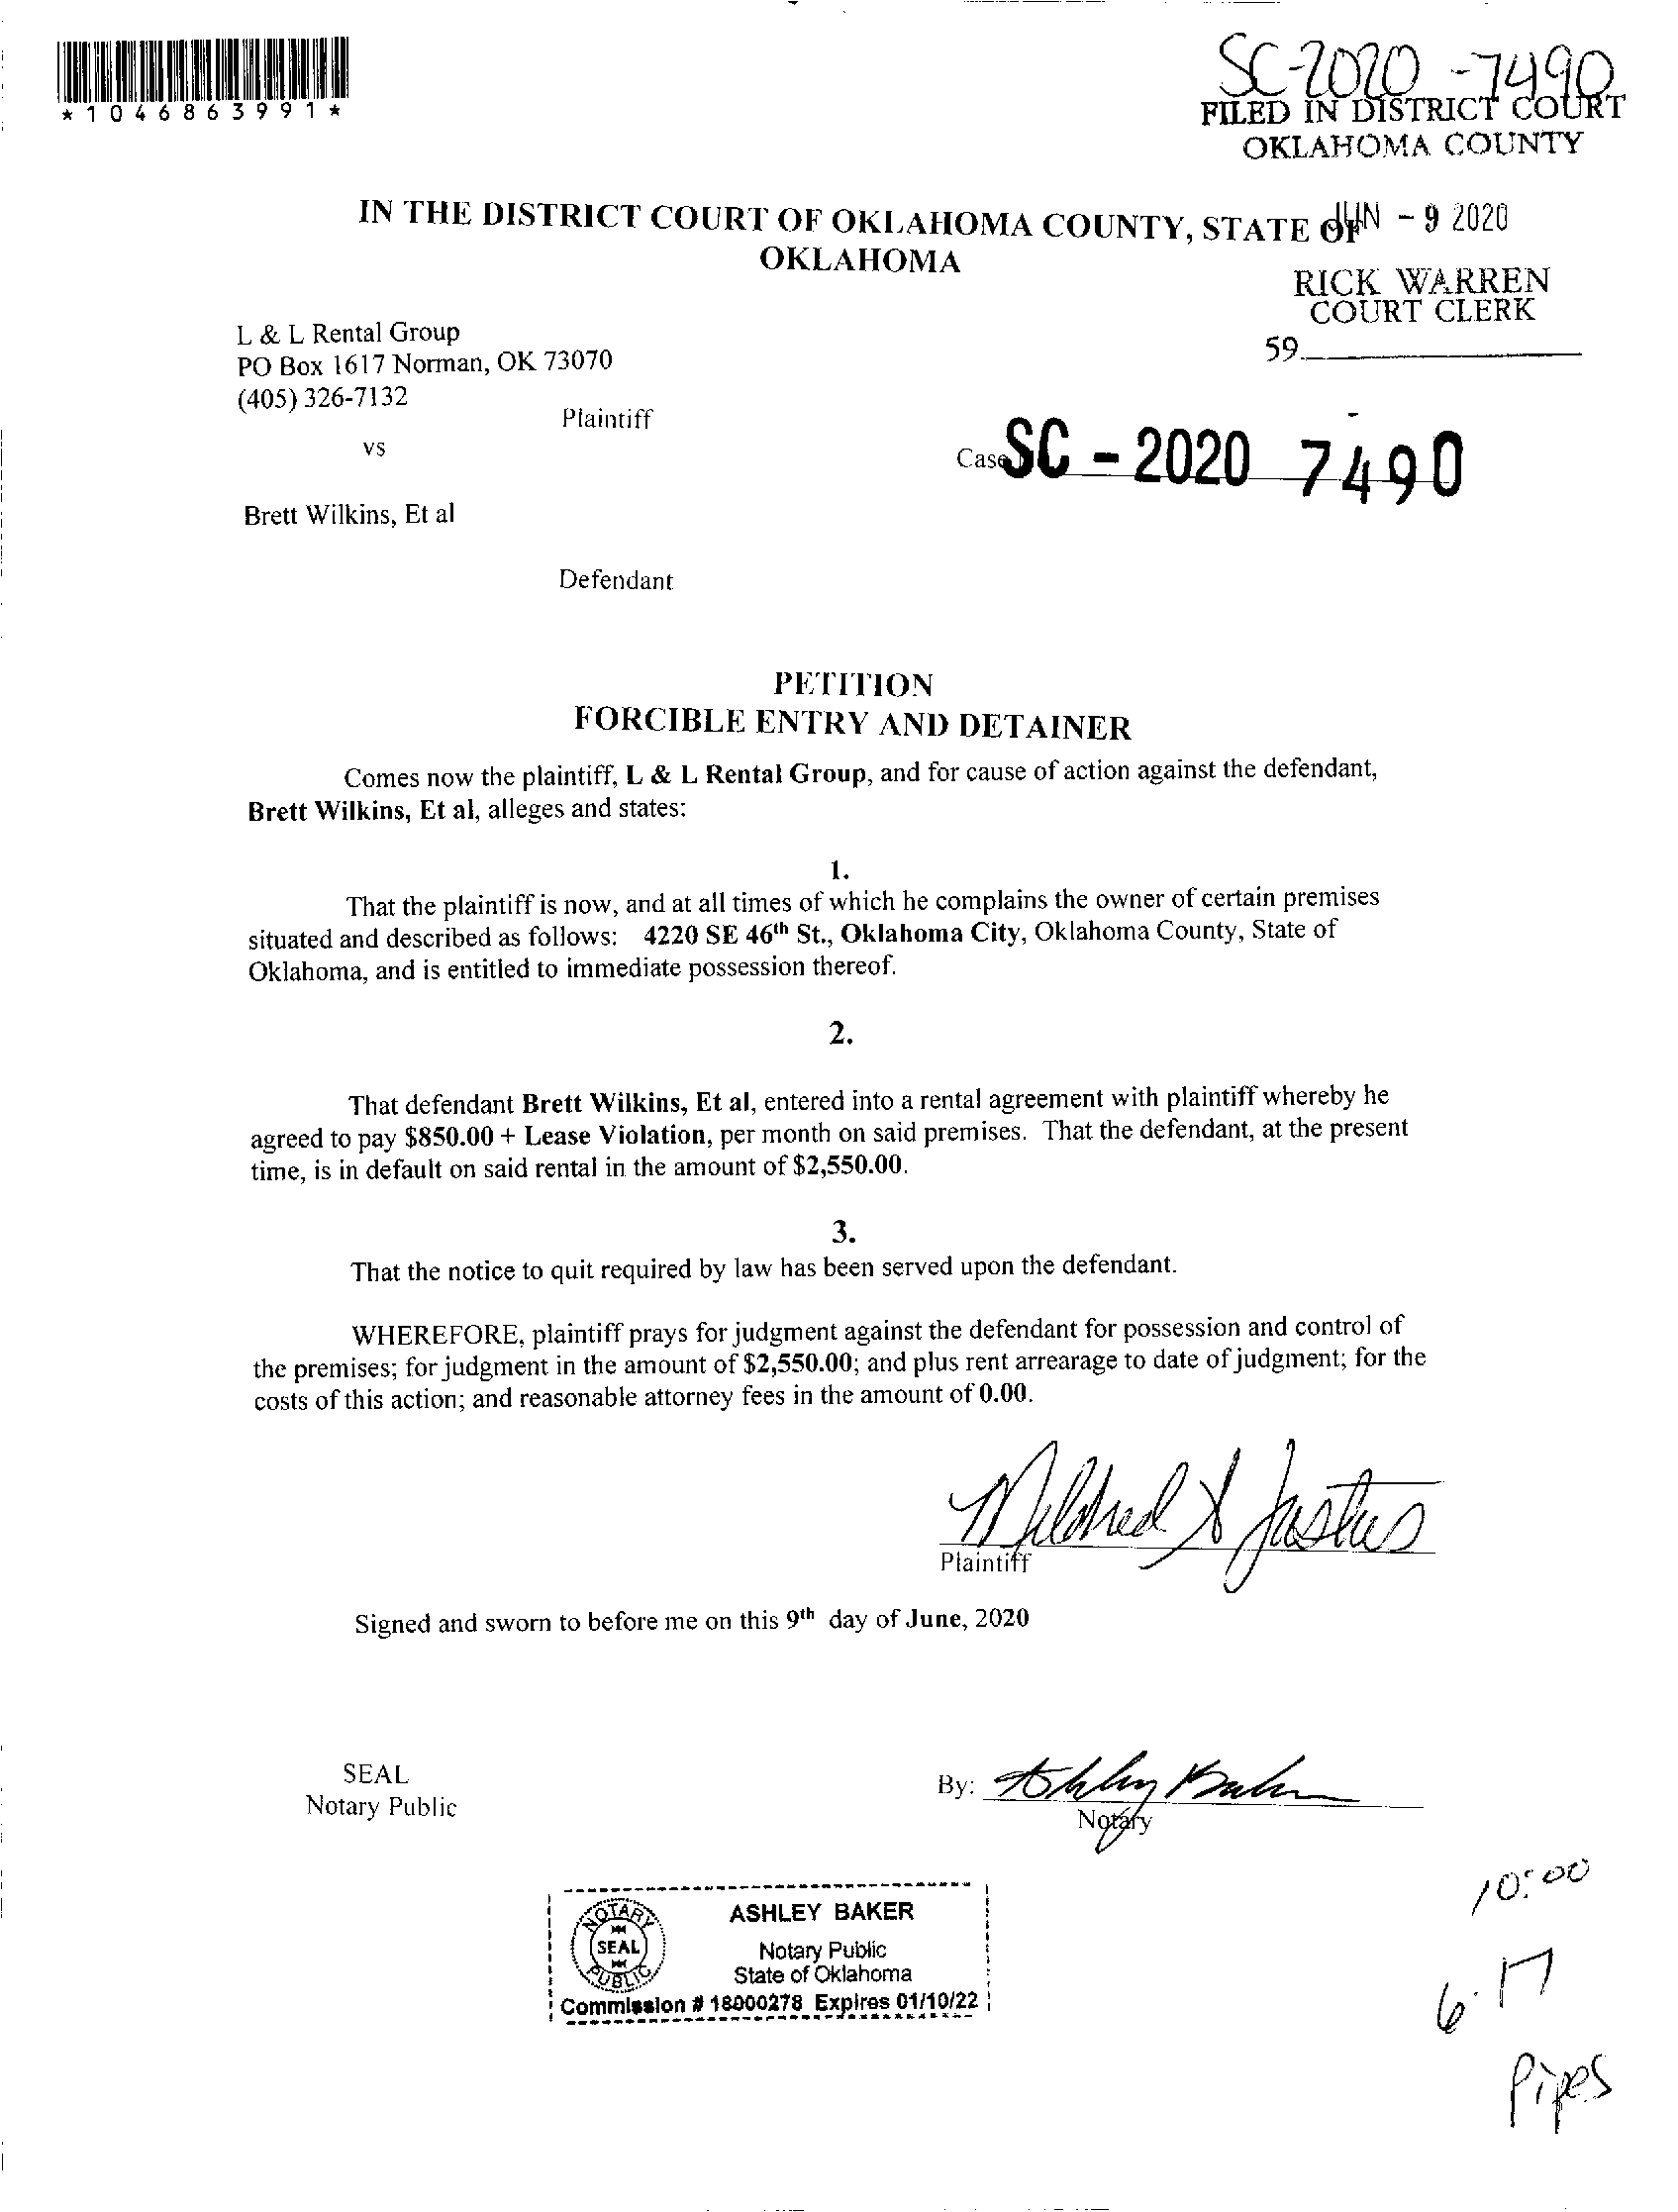 *1046863991*
SC-2020-7490
FILED IN DISTRICT COURT
OKLAHOMA COUNTY
JUN - 9 2020
IN THE DISTRICT COURT OF OKLAHOMA COUNTY, STATE OF
OKLAHOMA
RICK WARREN
COURT CLERK
59.
L & L Rental Group
PO Box 1617 Norman, OK 73070
(405) 326-7132
Plaintiff
vs
Case SC - 2020 7490
Brett Wilkins, Et al
Defendant
PETITION
FORCIBLE ENTRY AND DETAINER
Comes now the plaintiff, L & L Rental Group, and for cause of action against the defendant,
Brett Wilkins, Et al, alleges and states:
1.
That the plaintiff is now, and at all times of which he complains the owner of certain premises
situated and described as follows: 4220 SE 46th St., Oklahoma City, Oklahoma County, State of
Oklahoma, and is entitled to immediate possession thereof.
2.
That defendant Brett Wilkins, Et al, entered into a rental agreement with plaintiff whereby he
agreed to pay $850.00 + Lease Violation, per month on said premises. That the defendant, at the present
time, is in default on said rental in the amount of $2,550.00.
3.
That the notice to quit required by law has been served upon the defendant.
WHEREFORE, plaintiff prays for judgment against the defendant for possession and control of
the premises; for judgment in the amount of $2,550.00; and plus rent arrearage to date of judgment; for the
costs of this action; and reasonable attorney fees in the amount of 0.00.
Mildred Justus
Plaintiff
Signed and sworn to before me on this 9th day of June, 2020
SEAL
Notary Public
By: Ashley Baker
Notary
NOTARY
SEAL
PUBLIC
ASHLEY BAKER
Notary Public
State of Oklahoma
Commission # 18000278 Expires 01/10/22
10:00
6.17
Pipes